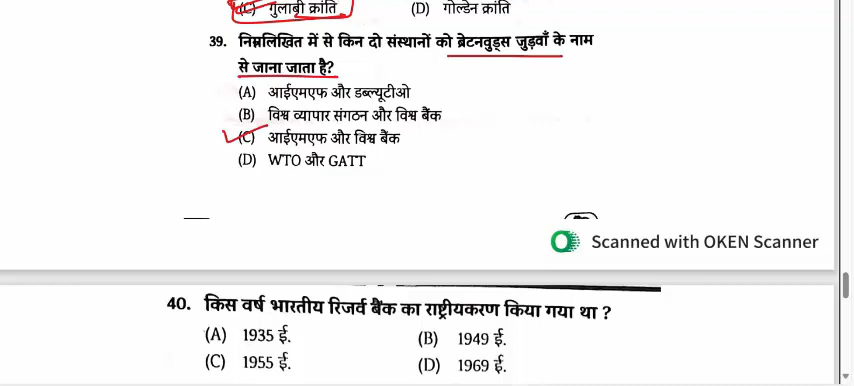 (C) गुलाबी क्रांति (D) गोल्डेन क्रांति
39. निम्नलिखित में से किन दो संस्थानों को ब्रेटनवुड्स जुड़वाँ के नाम
से जाना जाता है?
(A) आईएमएफ और डब्ल्यूटीओ
(B) विश्व व्यापार संगठन और विश्व बैंक
(C) आईएमएफ और विश्व बैंक
(D) WTO और GATT
Scanned with OKEN Scanner
40. किस वर्ष भारतीय रिजर्व बैंक का राष्ट्रीयकरण किया गया था ?
(A) 1935 ई. (B) 1949 ई.
(C) 1955 ई. (D) 1969 ई.